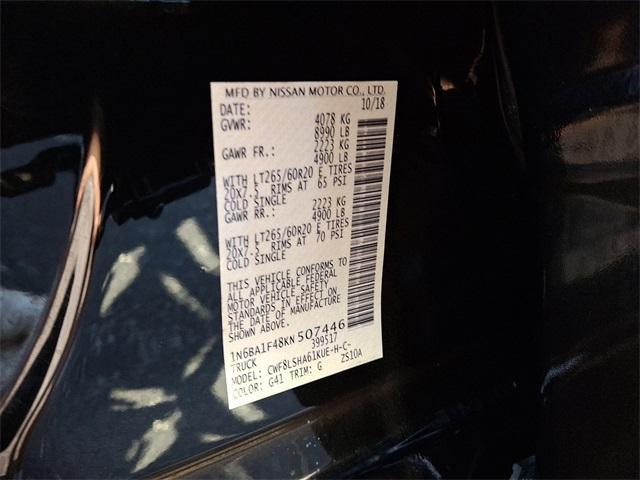 MFD BY NISSAN MOTOR CO., LTD.
DATE: 10/18
GVWR: 4078 KG
8990 LB
GAWR FR.: 2223 KG
4900 LB
WITH LT265/60R20 E TIRES
20X7.5 RIMS AT 65 PSI
COLD SINGLE
GAWR RR.: 2223 KG
4900 LB
WITH LT265/60R20 E TIRES
20X7.5 RIMS AT 70 PSI
COLD SINGLE
THIS VEHICLE CONFORMS TO
ALL APPLICABLE FEDERAL
MOTOR VEHICLE SAFETY
STANDARDS IN EFFECT ON
THE DATE OF MANUFACTURE
SHOWN ABOVE.
1N6BA1F48KN507446
TRUCK 399517
MODEL: CWF8LSHA61KUE-H-C-
COLOR: G41 TRIM: G ZS10A